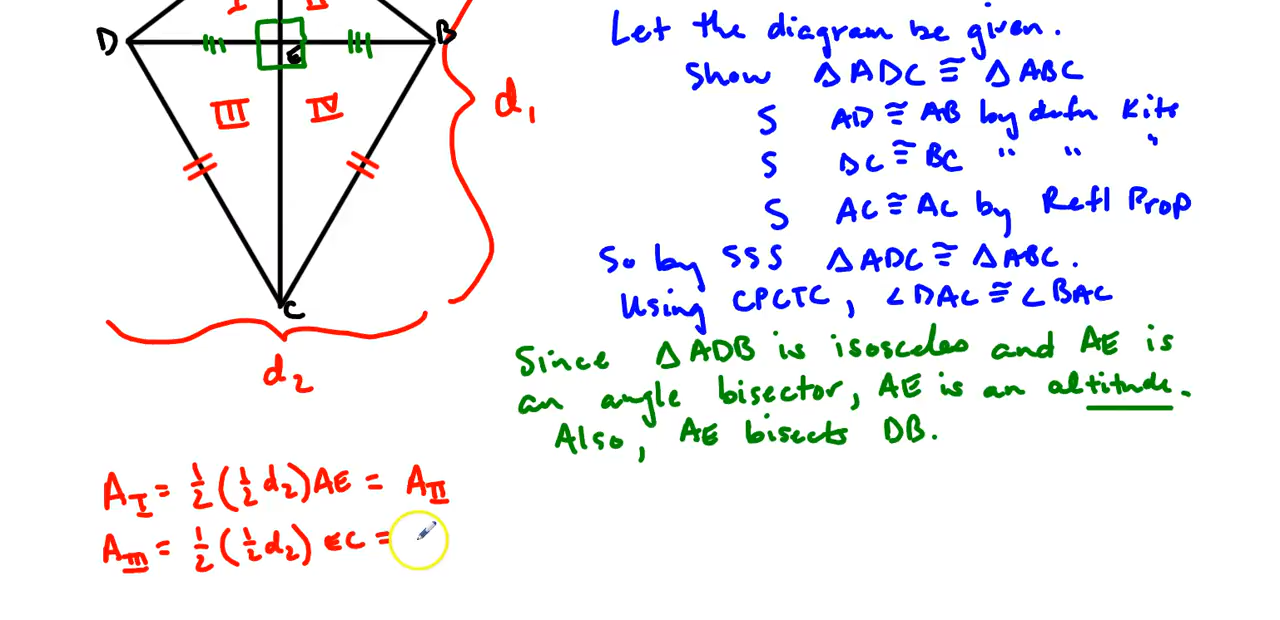 I II
D B
E
III IV
d₁
C
d₂
Let the diagram be given.
Show △ADC ≅ △ABC
S AD ≅ AB by defn Kite
S DC ≅ BC " " "
S AC ≅ AC by Refl Prop
So by SSS △ADC ≅ △ABC.
Using CPCTC, ∠DAC ≅ ∠BAC
Since △ADB is isosceles and AE is
an angle bisector, AE is an altitude.
Also, AE bisects DB.
A_I = ½(½d₂)AE = A_II
A_III = ½(½d₂)EC =